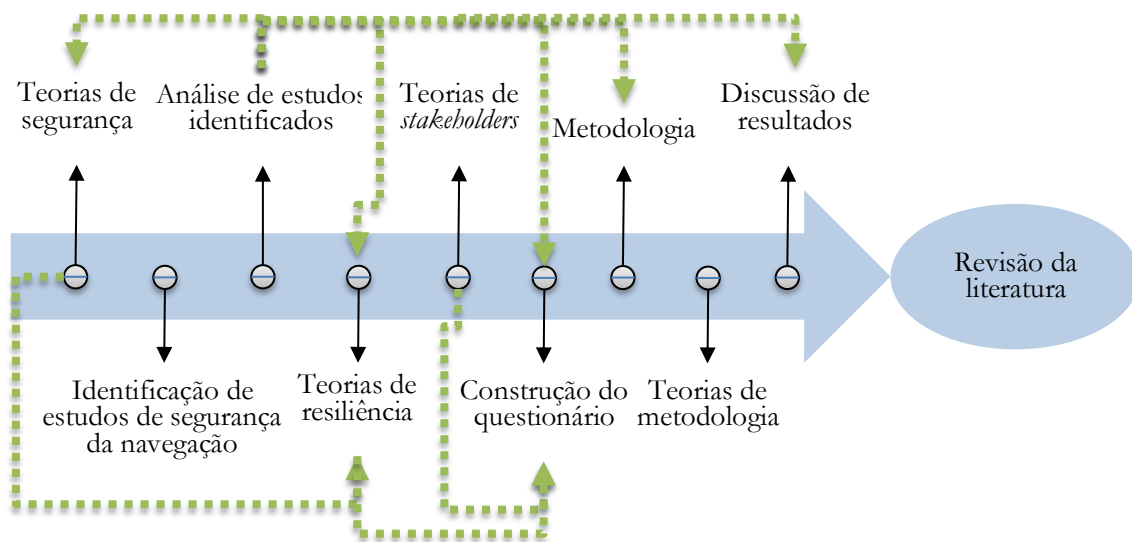 Teorias de
segurança
Análise de estudos
identificados
Teorias de
stakeholders
Metodologia
Discussão de
resultados
Revisão da
literatura
Identificação de
estudos de segurança
da navegação
Teorias de
resiliência
Construção do
questionário
Teorias de
metodologia